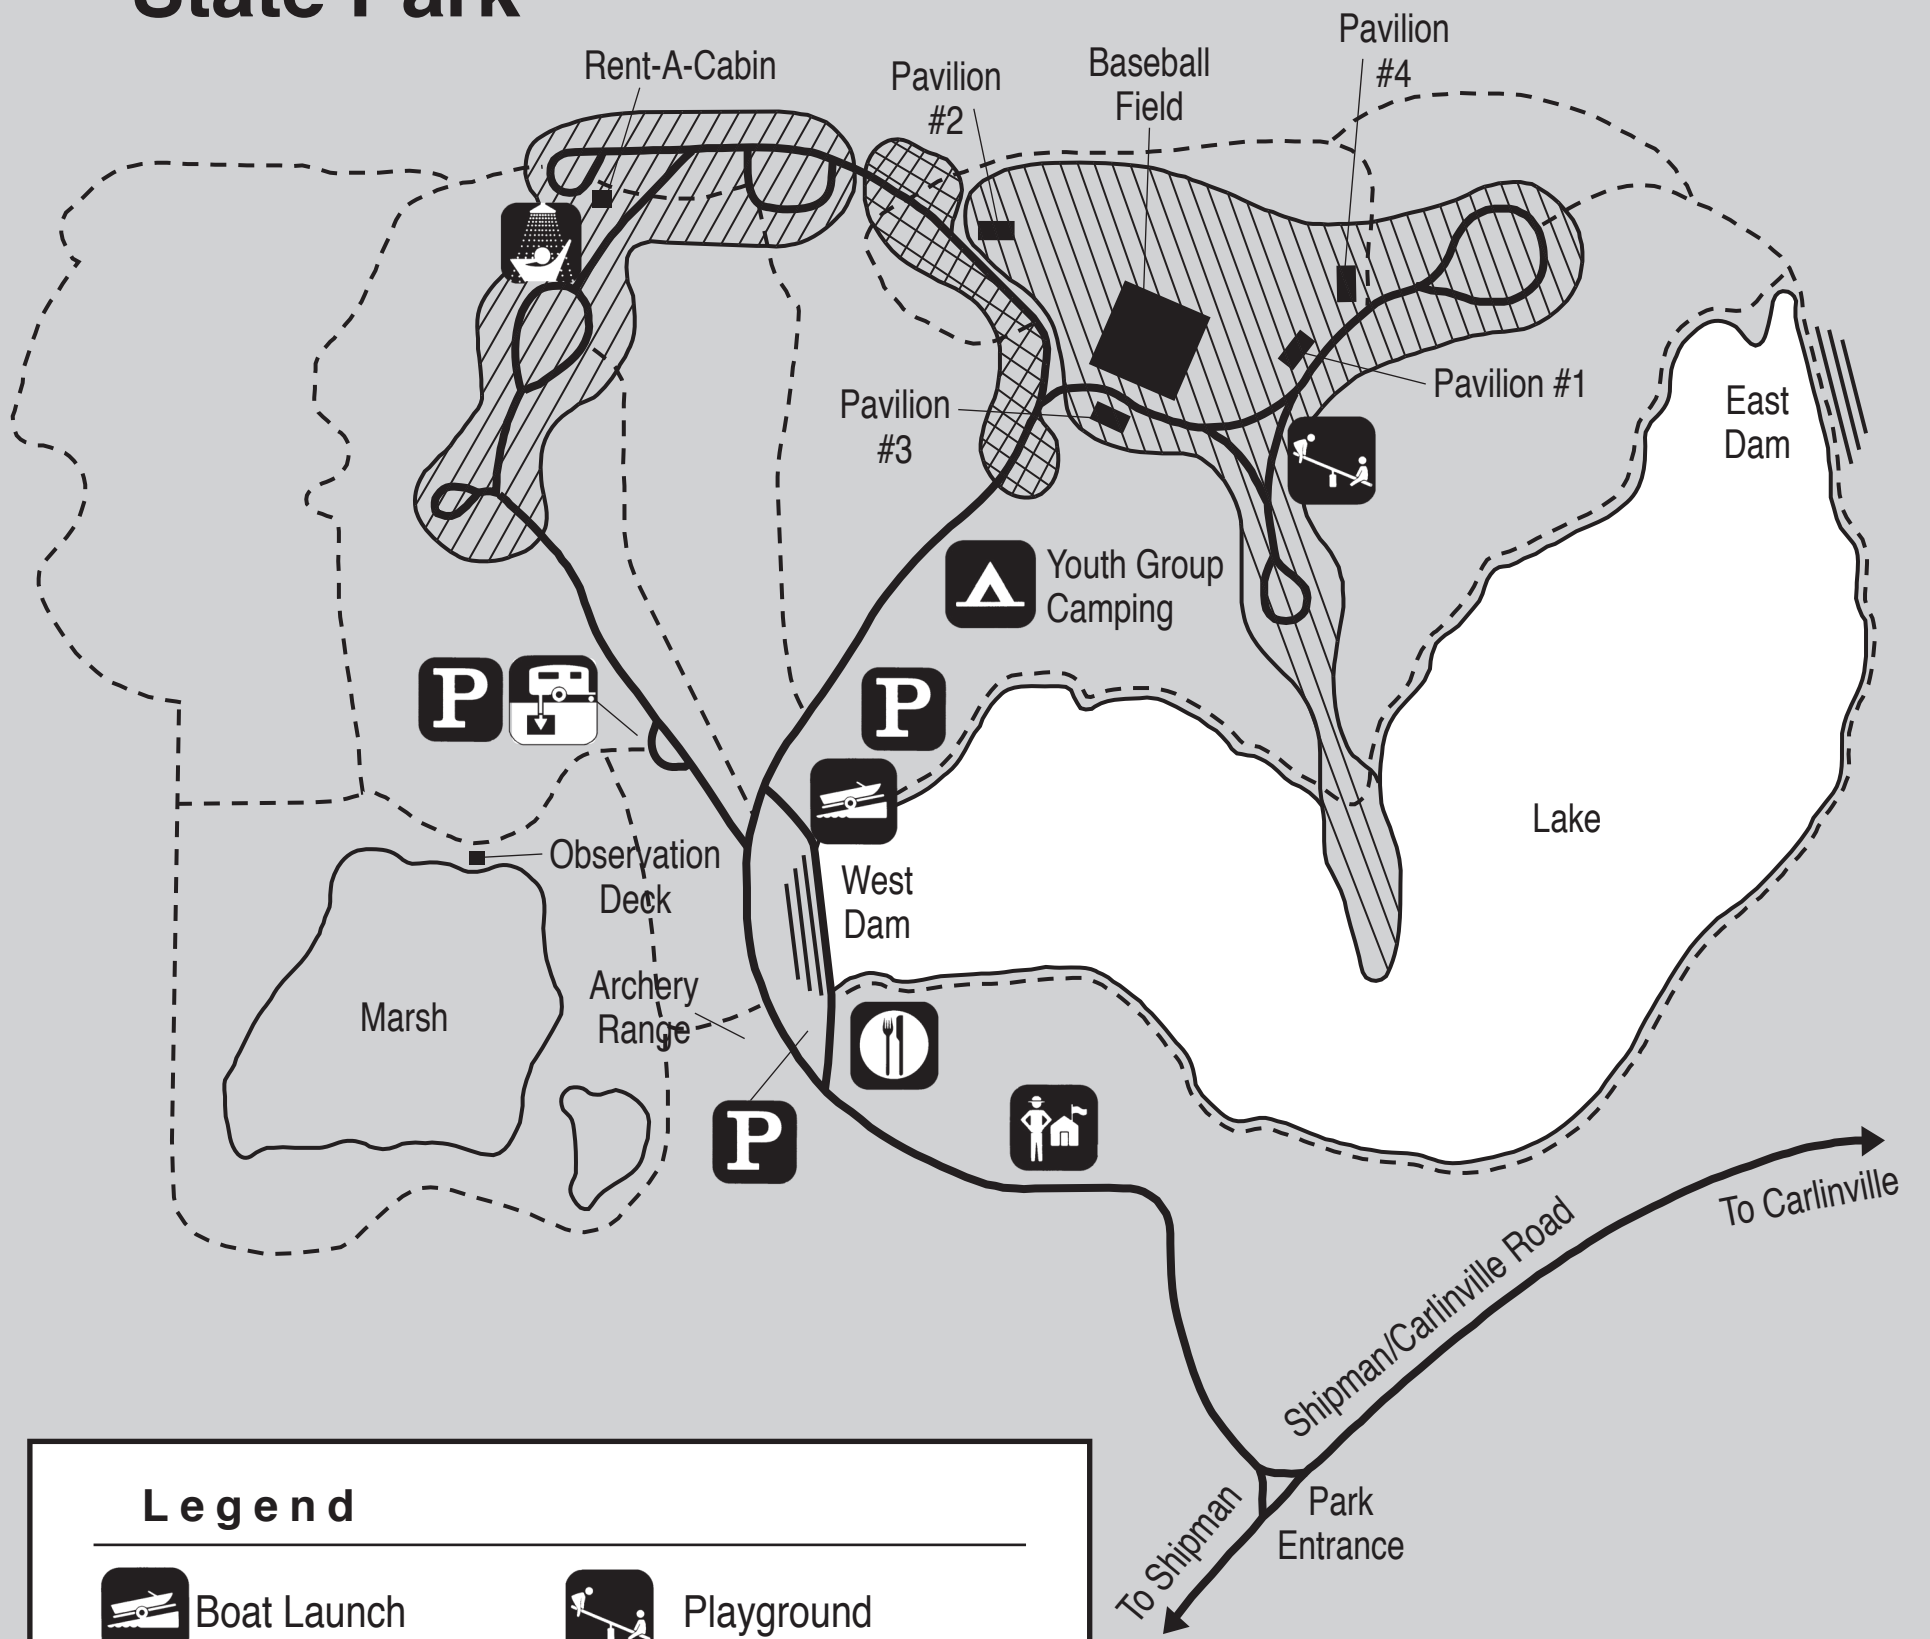 State Park
Rent-A-Cabin
Pavilion
#2
Baseball
Field
Pavilion
#4
Pavilion #1
Pavilion
#3
East
Dam
Youth Group
Camping
P
P
Lake
Observation
Deck
West
Dam
Archery
Range
Marsh
P
To Carlinville
Shipman/Carlinville Road
Park
Entrance
To Shipman
Legend
Boat Launch
Playground